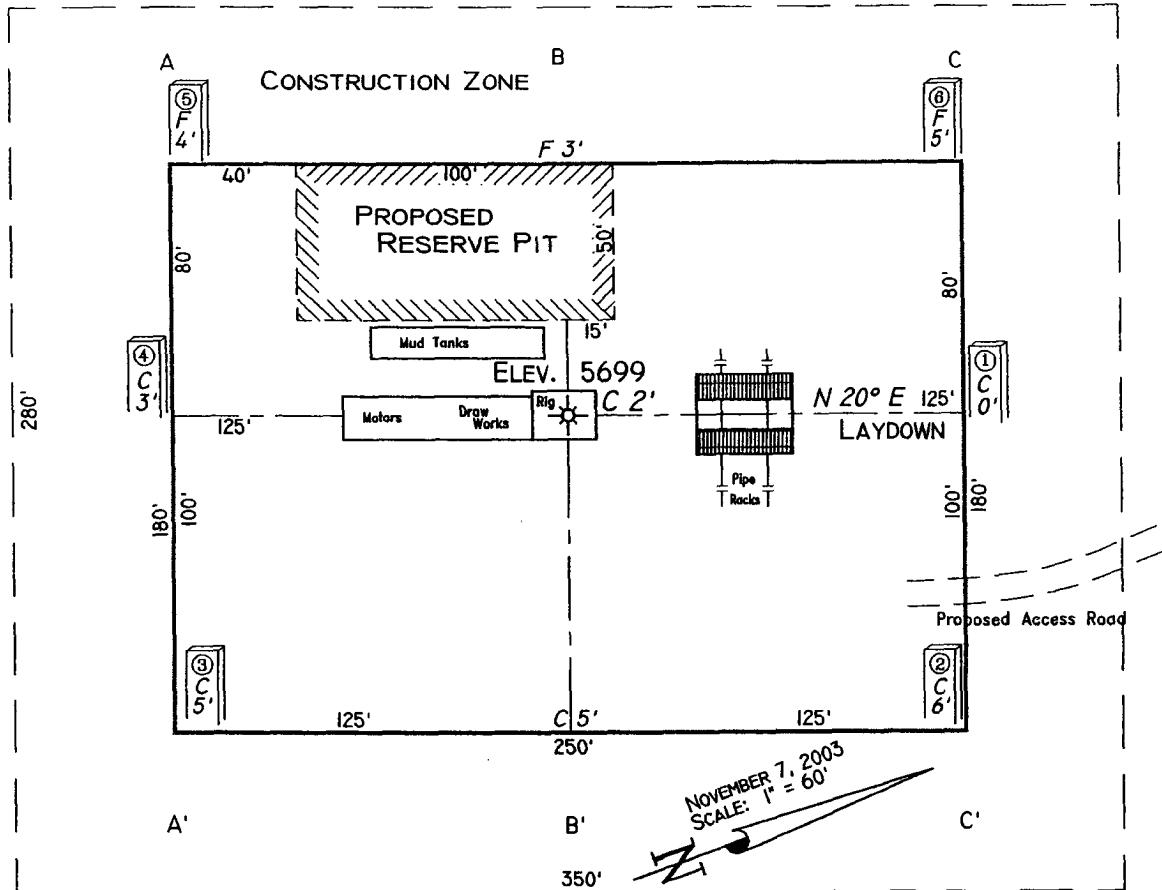 A
B
C
CONSTRUCTION ZONE
⑤
F
4'
⑥
F
5'
F 3'
40'
100'
PROPOSED
RESERVE PIT
50'
80'
80'
15'
Mud Tanks
④
C
3'
①
C
0'
ELEV. 5699
280'
Rig
C 2'
N 20° E
125'
Motors
Draw
Works
125'
LAYDOWN
Pipe
Racks
180'
100'
100'
180'
Proposed Access Road
③
C
5'
②
C
6'
125'
C 5'
125'
250'
NOVEMBER 7, 2003
SCALE: 1" = 60'
A'
B'
C'
N
350'